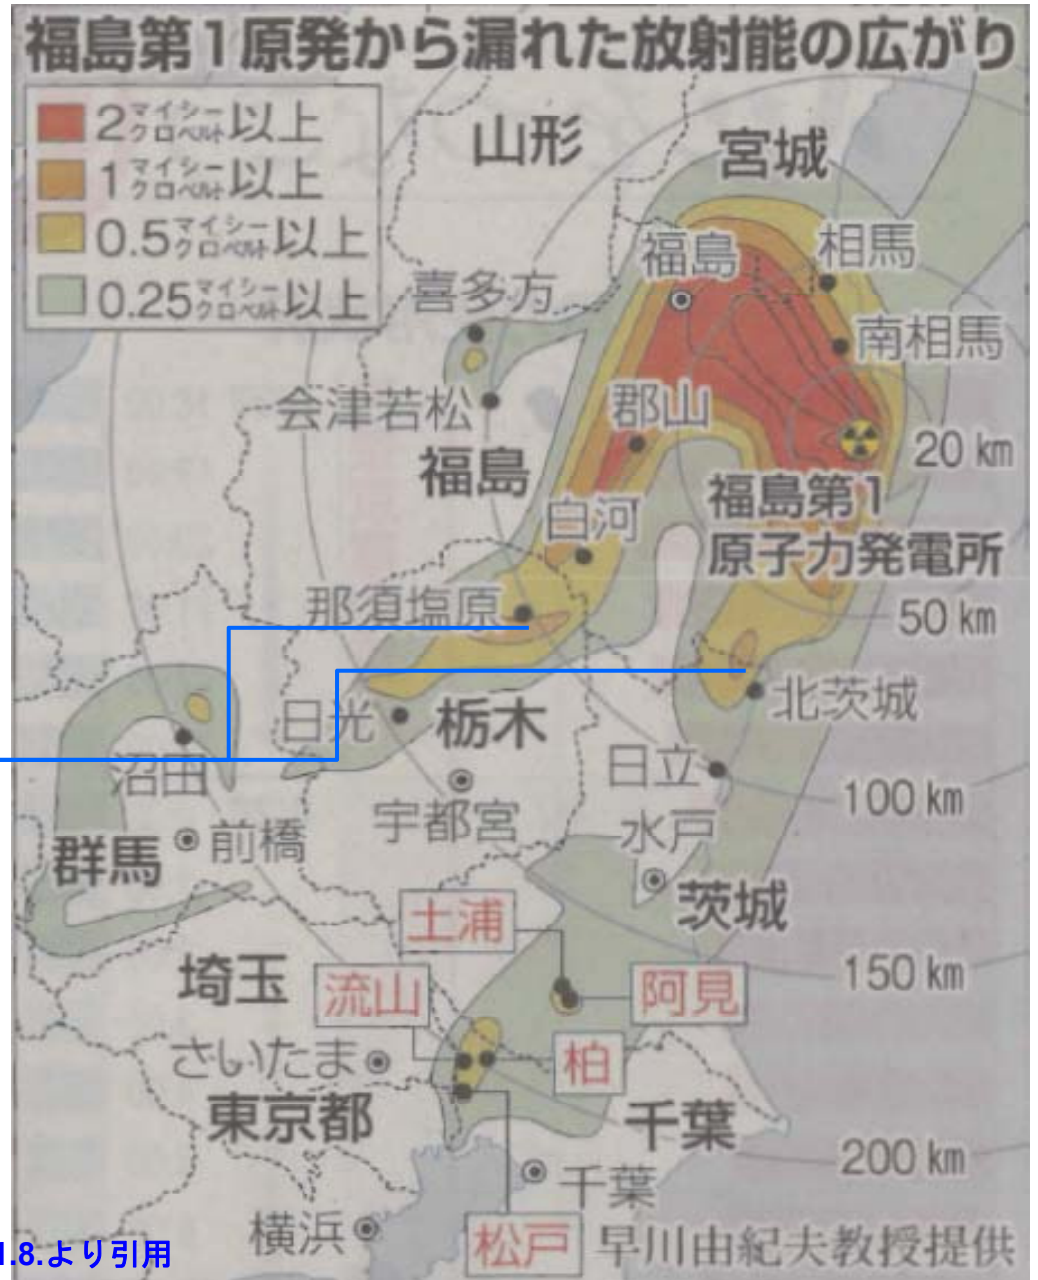 福島第1原発から漏れた放射能の広がり
2マイクロシーベルト以上
1マイクロシーベルト以上
0.5マイクロシーベルト以上
0.25マイクロシーベルト以上
山形
宮城
福島
相馬
喜多方
南相馬
会津若松
郡山
福島
20 km
福島第1
原子力発電所
白河
那須塩原
50 km
日光
栃木
北茨城
沼田
日立
100 km
宇都宮
水戸
群馬
前橋
茨城
土浦
埼玉
流山
阿見
150 km
さいたま
柏
東京都
千葉
200 km
千葉
横浜
松戸
早川由紀夫教授提供
1.8.より引用